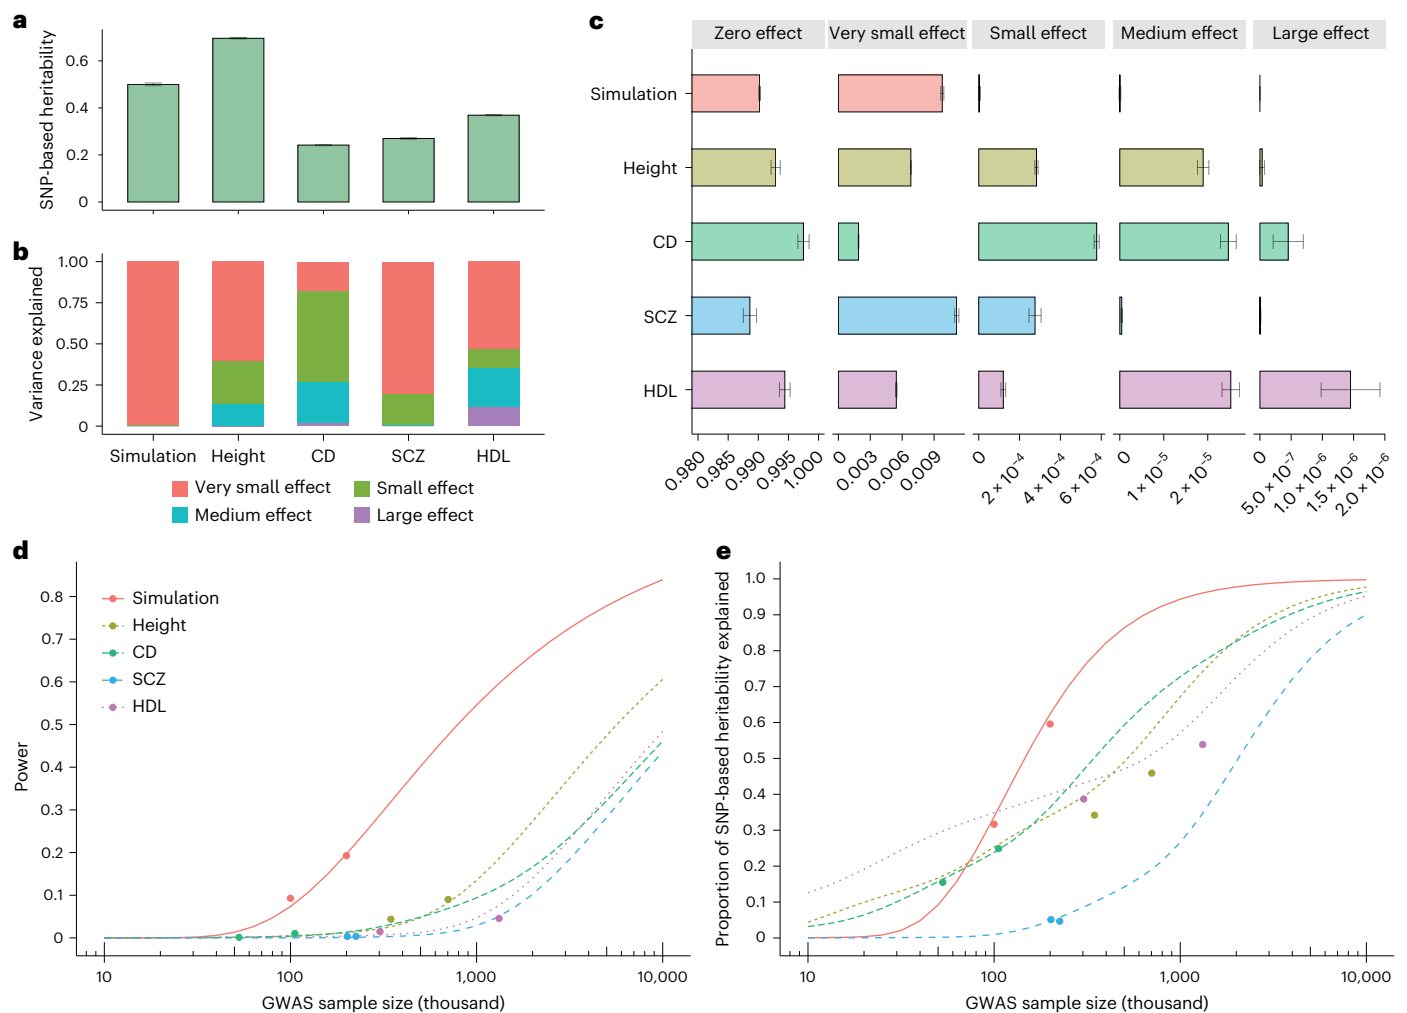 a
SNP-based heritability
0.6
0.4
0.2
0
b
Variance explained
1.00
0.75
0.50
0.25
0
Simulation Height CD SCZ HDL
Very small effect Small effect
Medium effect Large effect
c
Zero effect Very small effect Small effect Medium effect Large effect
Simulation
Height
CD
SCZ
HDL
0.980 0.985 0.990 0.995 1.000
0 0.003 0.006 0.009
0 2 × 10⁻⁴ 4 × 10⁻⁴ 6 × 10⁻⁴
0 1 × 10⁻⁵ 2 × 10⁻⁵
0 5.0 × 10⁻⁷ 1.0 × 10⁻⁶ 1.5 × 10⁻⁶ 2.0 × 10⁻⁶
d
Power
0.8
0.7
0.6
0.5
0.4
0.3
0.2
0.1
0
Simulation
Height
CD
SCZ
HDL
10 100 1,000 10,000
GWAS sample size (thousand)
e
Proportion of SNP-based heritability explained
1.0
0.9
0.8
0.7
0.6
0.5
0.4
0.3
0.2
0.1
0
10 100 1,000 10,000
GWAS sample size (thousand)